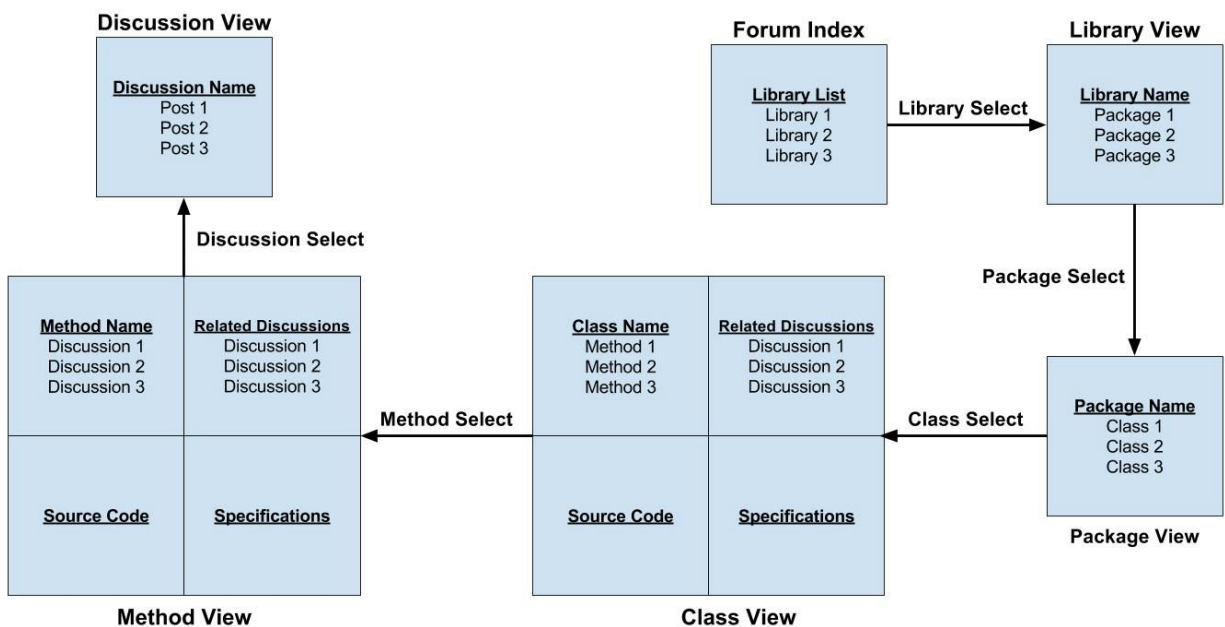 Discussion View
Discussion Name
Post 1
Post 2
Post 3
Forum Index
Library List
Library 1
Library 2
Library 3
Library Select
Library View
Library Name
Package 1
Package 2
Package 3
Discussion Select
Package Select
Method Name
Discussion 1
Discussion 2
Discussion 3
Related Discussions
Discussion 1
Discussion 2
Discussion 3
Source Code
Specifications
Method View
Method Select
Class Name
Method 1
Method 2
Method 3
Related Discussions
Discussion 1
Discussion 2
Discussion 3
Source Code
Specifications
Class View
Class Select
Package Name
Class 1
Class 2
Class 3
Package View